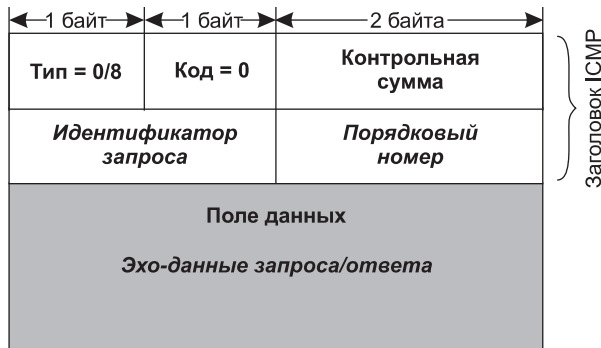 1 байт
1 байт
2 байта
Тип = 0/8
Код = 0
Контрольная
сумма
Идентификатор
запроса
Порядковый
номер
Заголовок ICMP
Поле данных
Эхо-данные запроса/ответа